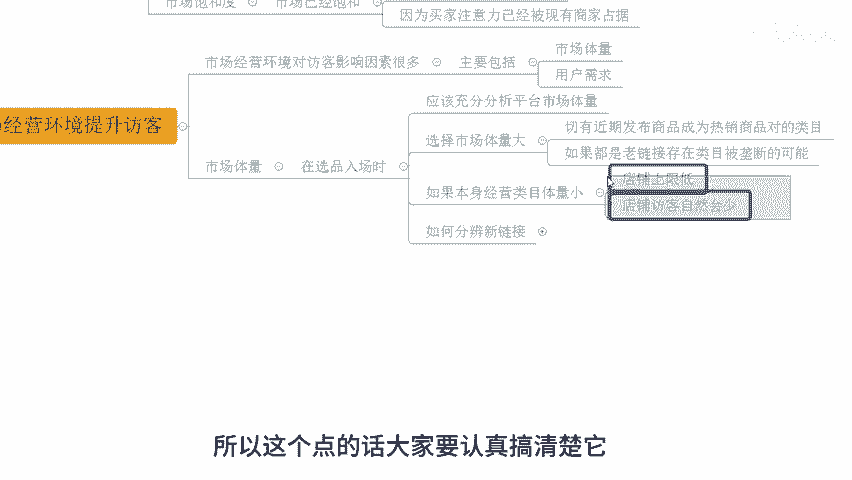 市场饱和度 市场已经饱和
因为买家注意力已经被现有商家占据
市场经营环境对访客影响因素很多 主要包括 市场体量
用户需求
经营环境提升访客
应该充分分析平台市场体量
市场体量 在选品入场时 选择市场体量大 切有近期发布商品成为热销商品对的类目
如果都是老链接存在类目被垄断的可能
如果本身经营类目体量小 店铺上限低
店铺访客自然会少
如何分辨新链接
所以这个点的话大家要认真搞清楚它